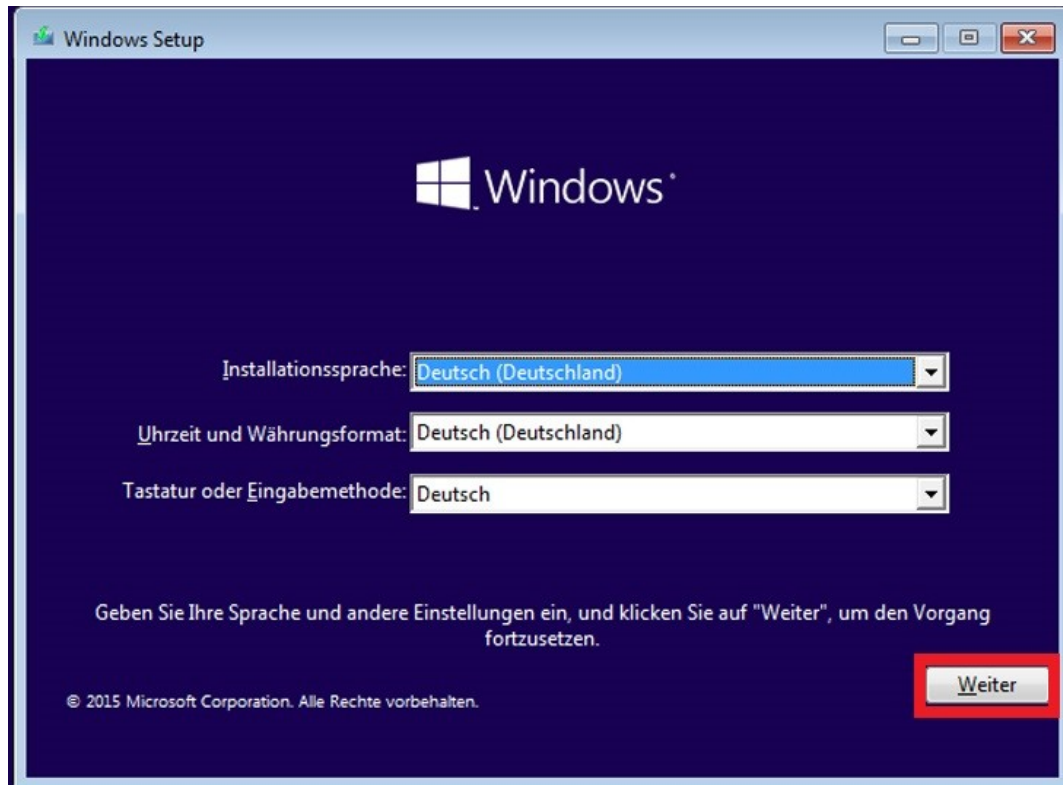 Windows Setup
Windows
Installationssprache: Deutsch (Deutschland)
Uhrzeit und Währungsformat: Deutsch (Deutschland)
Tastatur oder Eingabemethode: Deutsch
Geben Sie Ihre Sprache und andere Einstellungen ein, und klicken Sie auf "Weiter", um den Vorgang
fortzusetzen.
Weiter
© 2015 Microsoft Corporation. Alle Rechte vorbehalten.